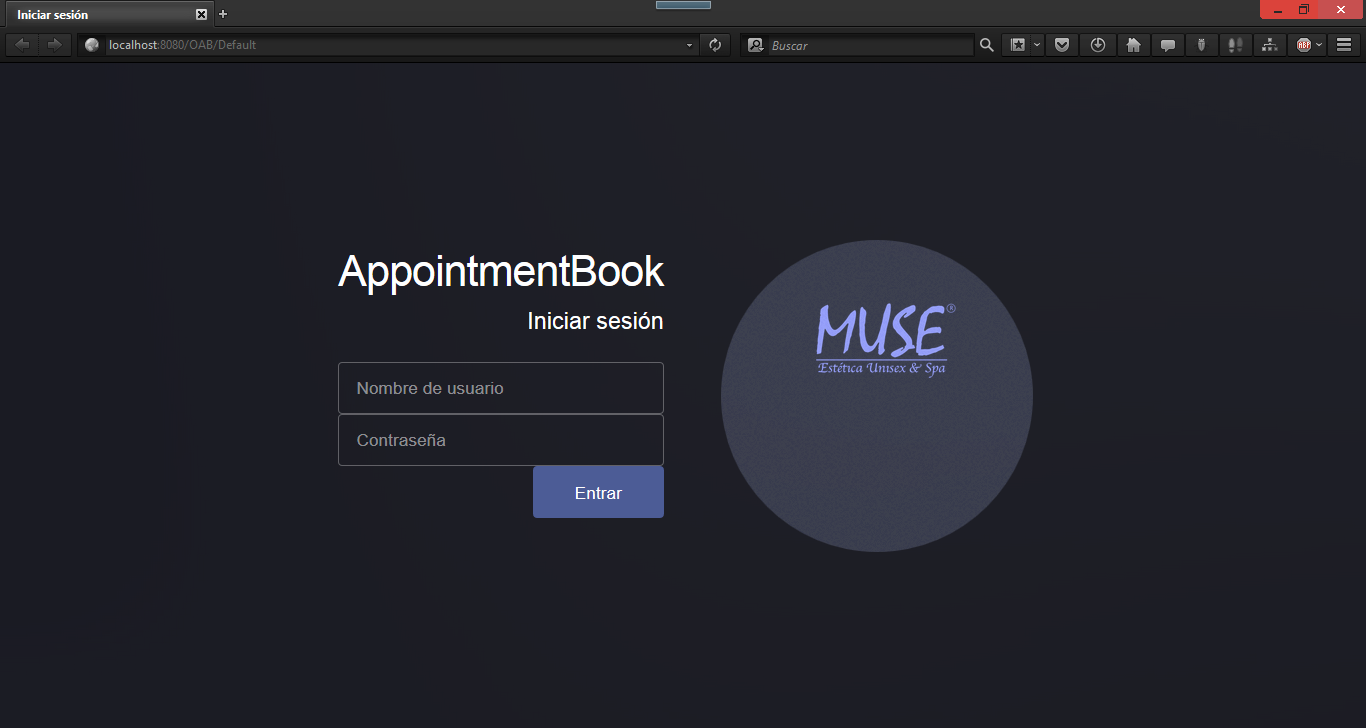 Iniciar sesión
localhost:8080/OAB/Default
Buscar
ABP
AppointmentBook
Iniciar sesión
Nombre de usuario
Contraseña
Entrar
MUSE®
Estética Unisex & Spa